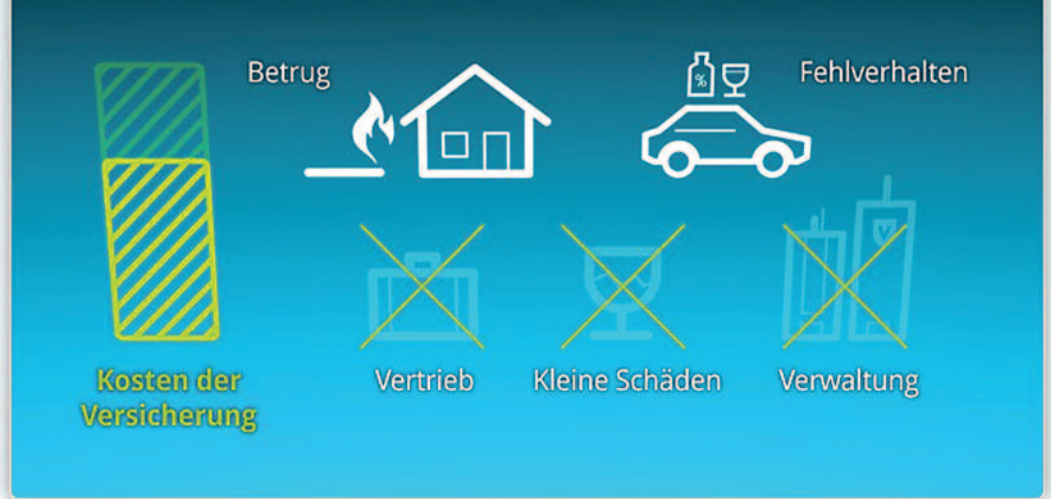 Betrug
%
Fehlverhalten
V
Kosten der
Versicherung
Vertrieb
Kleine Schäden
Verwaltung